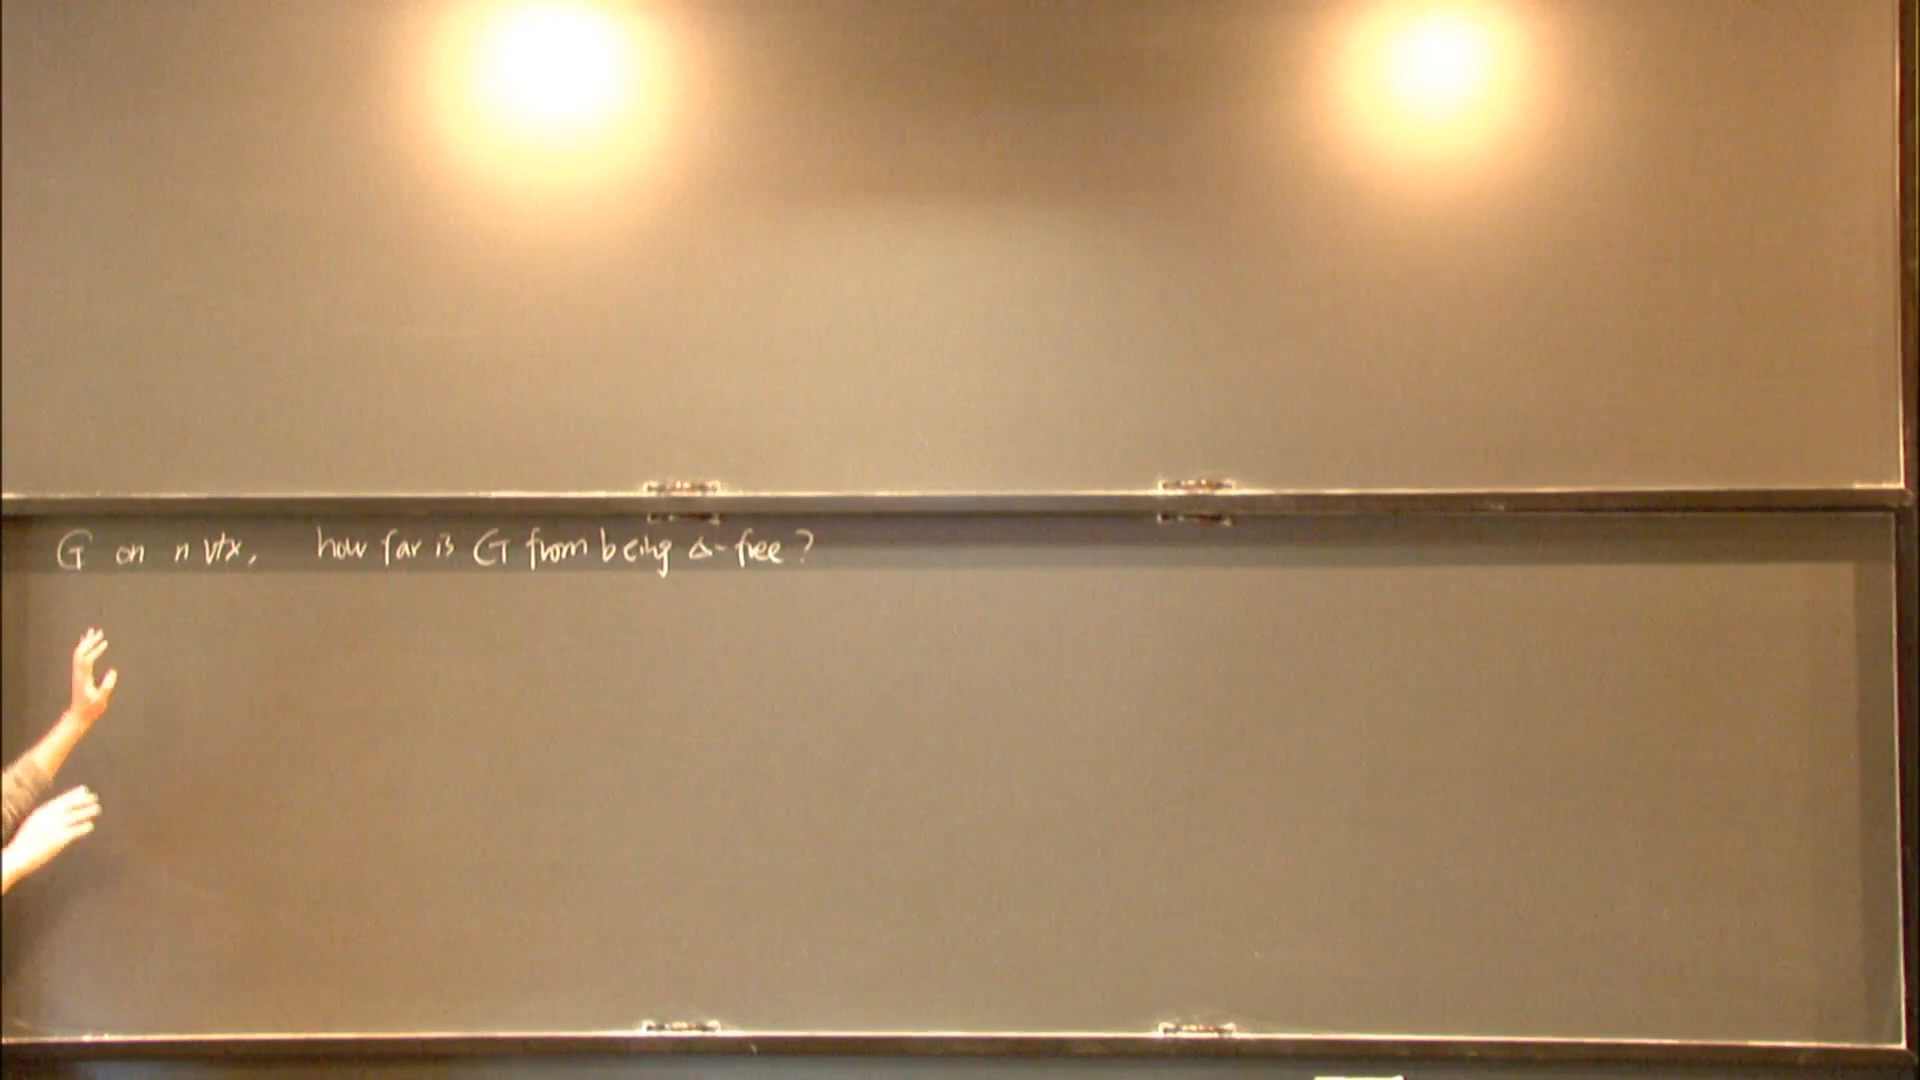 G on n vtx, how far is G from being Δ-free?